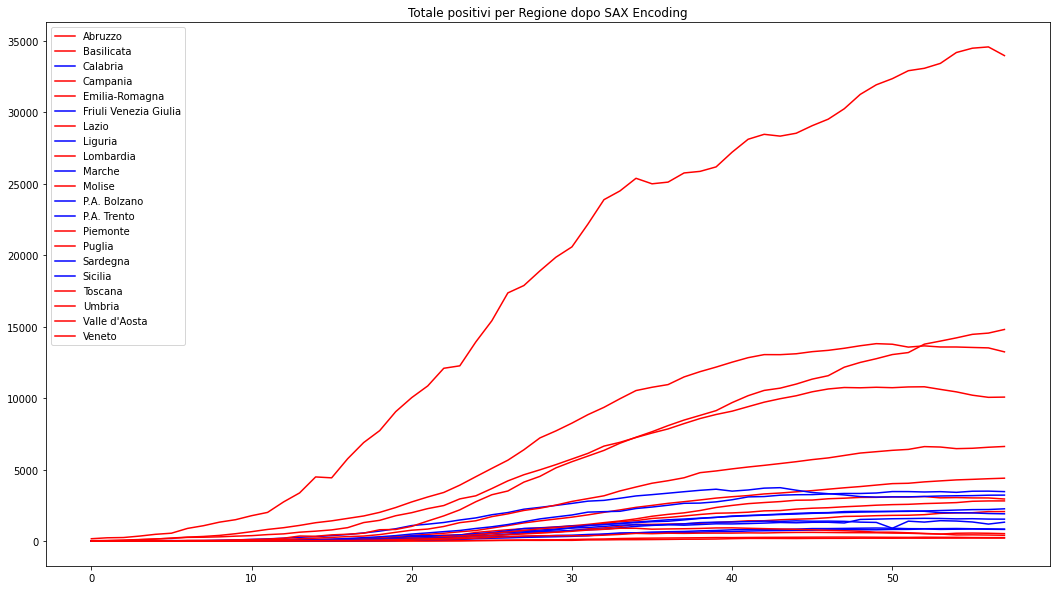 Totale positivi per Regione dopo SAX Encoding
35000
30000
25000
20000
15000
10000
5000
0
Abruzzo
Basilicata
Calabria
Campania
Emilia-Romagna
Friuli Venezia Giulia
Lazio
Liguria
Lombardia
Marche
Molise
P.A. Bolzano
P.A. Trento
Piemonte
Puglia
Sardegna
Sicilia
Toscana
Umbria
Valle d'Aosta
Veneto
0 10 20 30 40 50